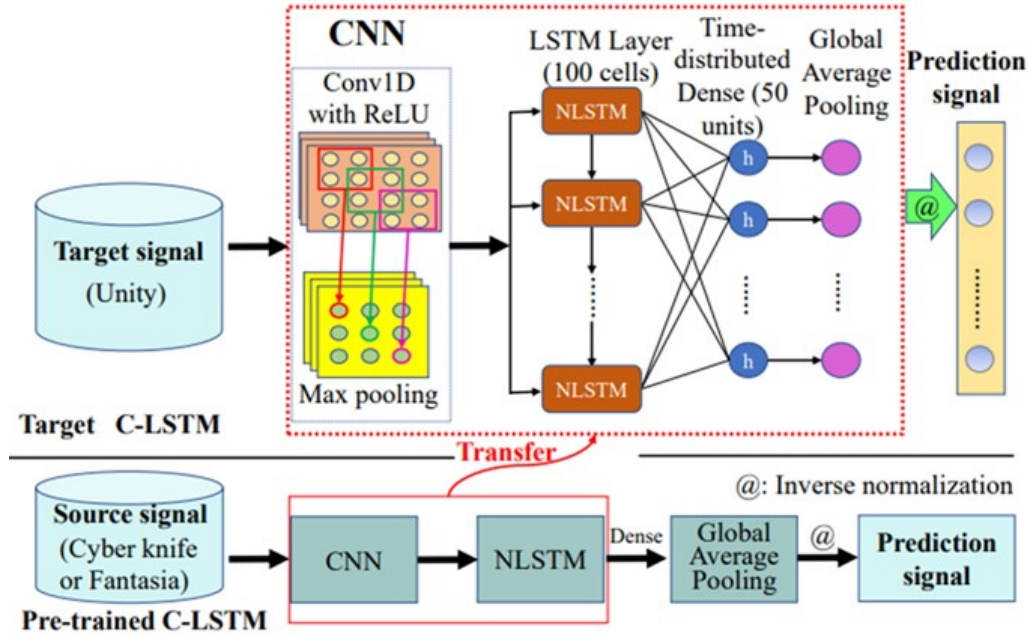 CNN
Conv1D
with ReLU
Max pooling
LSTM Layer
(100 cells)
NLSTM
NLSTM
NLSTM
Time-
distributed
Dense (50
units)
h
h
h
Global
Average
Pooling
@
Prediction
signal
Target signal
(Unity)
Target C-LSTM
Transfer
@: Inverse normalization
Source signal
(Cyber knife
or Fantasia)
CNN
NLSTM
Dense
Global
Average
Pooling
@
Prediction
signal
Pre-trained C-LSTM